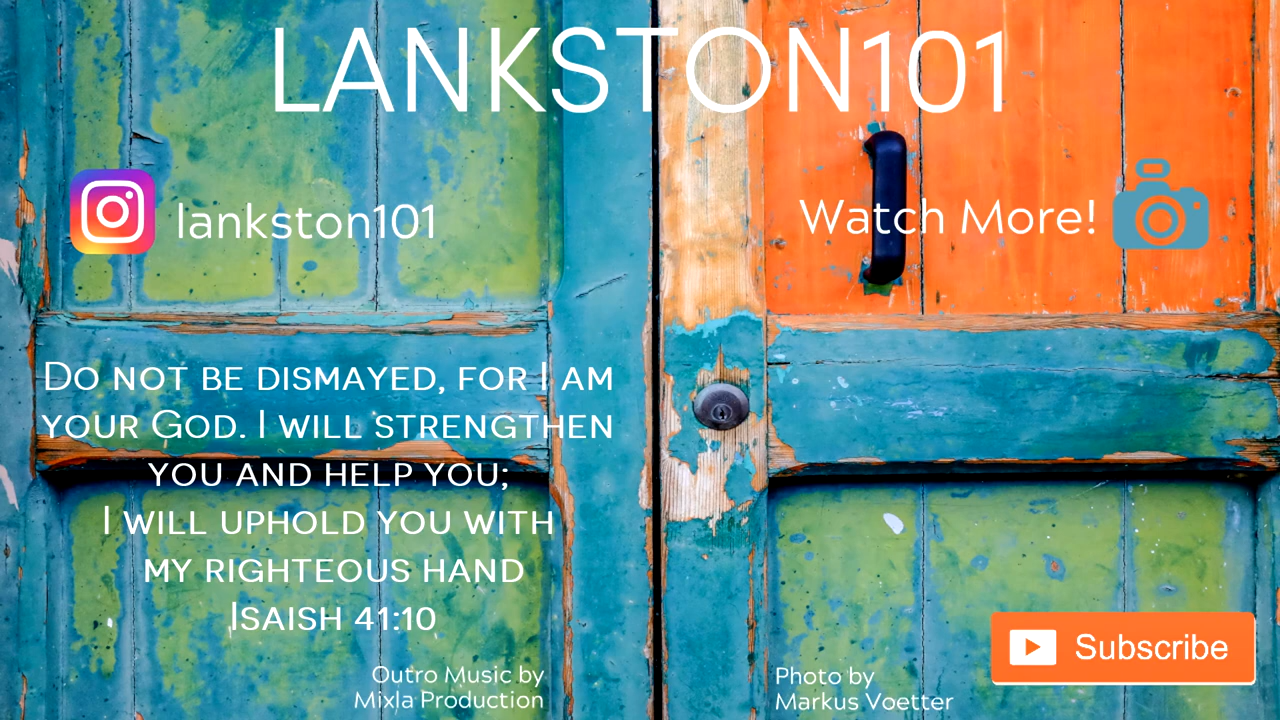 LANKSTON101
lankston101
Watch More!
Do not be dismayed, for I am
your God. I will strengthen
you and help you;
I will uphold you with
my righteous hand
Isaish 41:10
Outro Music by
Mixla Production
Photo by
Markus Voetter
Subscribe